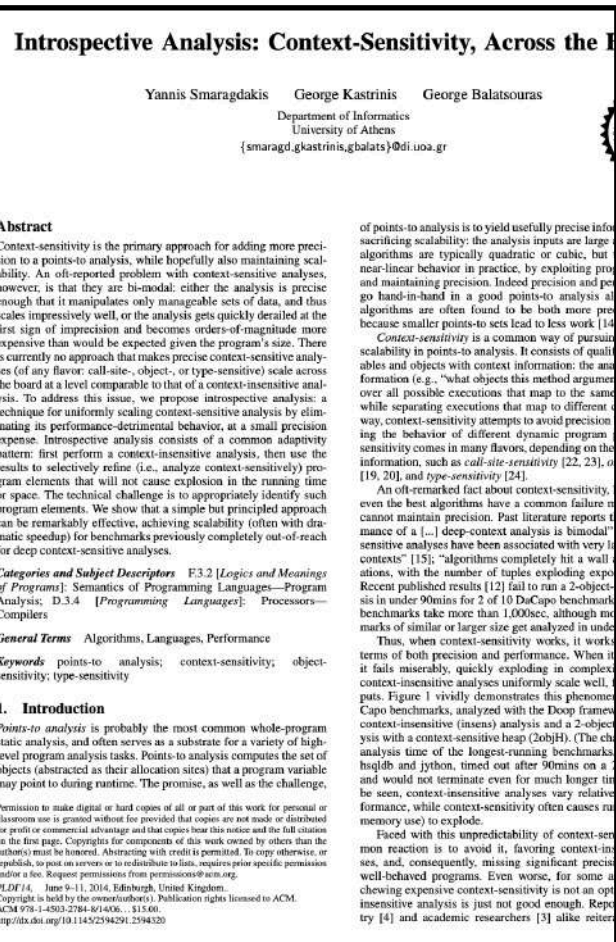 Introspective Analysis: Context-Sensitivity, Across the
Yannis Smaragdakis George Kastrinis George Balatsouras
Department of Informatics
University of Athens
{smaragd,gkastrinis,gbalats}@di.uoa.gr
Abstract
Context-sensitivity is the primary approach for adding more preci-
sion to a points-to analysis, while hopefully also maintaining scal-
ability. An oft-reported problem with context-sensitive analyses,
however, is that they are bi-modal: either the analysis is precise
enough that it manipulates only manageable sets of data, and thus
scales impressively well, or the analysis gets quickly derailed at the
first sign of imprecision and becomes orders-of-magnitude more
expensive than would be expected given the program's size. There
is currently no approach that makes precise context-sensitive analy-
ses (of any flavor: call-site-, object-, or type-sensitive) scale across
the board at a level comparable to that of a context-insensitive anal-
ysis. To address this issue, we propose introspective analysis: a
technique for uniformly scaling context-sensitive analysis by elim-
inating its performance-detrimental behavior, at a small precision
expense. Introspective analysis consists of a common adaptivity
pattern: first perform a context-insensitive analysis, then use the
results to selectively refine (i.e., analyze context-sensitively) pro-
gram elements that will not cause explosion in the running time
or space. The technical challenge is to appropriately identify such
program elements. We show that a simple but principled approach
can be remarkably effective, achieving scalability (often with dra-
matic speedup) for benchmarks previously completely out-of-reach
for deep context-sensitive analyses.
Categories and Subject Descriptors F.3.2 [Logics and Meanings
of Programs]: Semantics of Programming Languages—Program
Analysis; D.3.4 [Programming Languages]: Processors—
Compilers
General Terms Algorithms, Languages, Performance
Keywords points-to analysis; context-sensitivity; object-
sensitivity; type-sensitivity
1. Introduction
Points-to analysis is probably the most common whole-program
static analysis, and often serves as a substrate for a variety of high-
level program analysis tasks. Points-to analysis computes the set of
objects (abstracted as their allocation sites) that a program variable
may point to during runtime. The promise, as well as the challenge,
Permission to make digital or hard copies of all or part of this work for personal or
classroom use is granted without fee provided that copies are not made or distributed
for profit or commercial advantage and that copies bear this notice and the full citation
on the first page. Copyrights for components of this work owned by others than the
author(s) must be honored. Abstracting with credit is permitted. To copy otherwise, or
republish, to post on servers or to redistribute to lists, requires prior specific permission
and/or a fee. Request permissions from permissions@acm.org.
PLDI'14, June 9–11, 2014, Edinburgh, United Kingdom.
Copyright is held by the owner/author(s). Publication rights licensed to ACM.
ACM 978-1-4503-2784-8/14/06...$15.00.
http://dx.doi.org/10.1145/2594291.2594320
of points-to analysis is to yield usefully precise
sacrificing scalability: the analysis inputs are large
algorithms are typically quadratic or cubic, but
near-linear behavior in practice, by exploiting
and maintaining precision. Indeed precision and
go hand-in-hand in a good points-to analysis
algorithms are often found to be both more
because smaller points-to sets lead to less work [14
Context-sensitivity is a common way of
scalability in points-to analysis. It consists of
ables and objects with context information: the
formation (e.g., "what objects this method
over all possible executions that map to the same
while separating executions that map to different
way, context-sensitivity attempts to avoid precision
ing the behavior of different dynamic program
sensitivity comes in many flavors, depending on the
information, such as call-site-sensitivity [22, 23],
[19, 20], and type-sensitivity [24].
An oft-remarked fact about context-sensitivity,
even the best algorithms have a common failure
cannot maintain precision. Past literature reports
mance of a [...] deep-context analysis is bimodal"
sensitive analyses have been associated with very
contexts" [15]; "algorithms completely hit a wall
ations, with the number of tuples exploding
Recent published results [12] fail to run a 2-object-
sis in under 90mins for 2 of 10 DaCapo
benchmarks take more than 1,000sec, although
marks of similar or larger size get analyzed in
Thus, when context-sensitivity works, it works
terms of both precision and performance. When it
it fails miserably, quickly exploding in
context-insensitive analyses uniformly scale well,
puts. Figure 1 vividly demonstrates this
Capo benchmarks, analyzed with the Doop
context-insensitive (insens) analysis and a
ysis with a context-sensitive heap (2objH). (The
analysis time of the longest-running benchmarks.
hsqldb and jython, timed out after 90mins on a
and would not terminate even for much longer
be seen, context-insensitive analyses vary
formance, while context-sensitivity often causes
memory use) to explode.
Faced with this unpredictability of
mon reaction is to avoid it, favoring
ses, and, consequently, missing significant
well-behaved programs. Even worse, for some
chewing expensive context-sensitivity is not an
insensitive analysis is just not good enough.
try [4] and academic researchers [3] alike